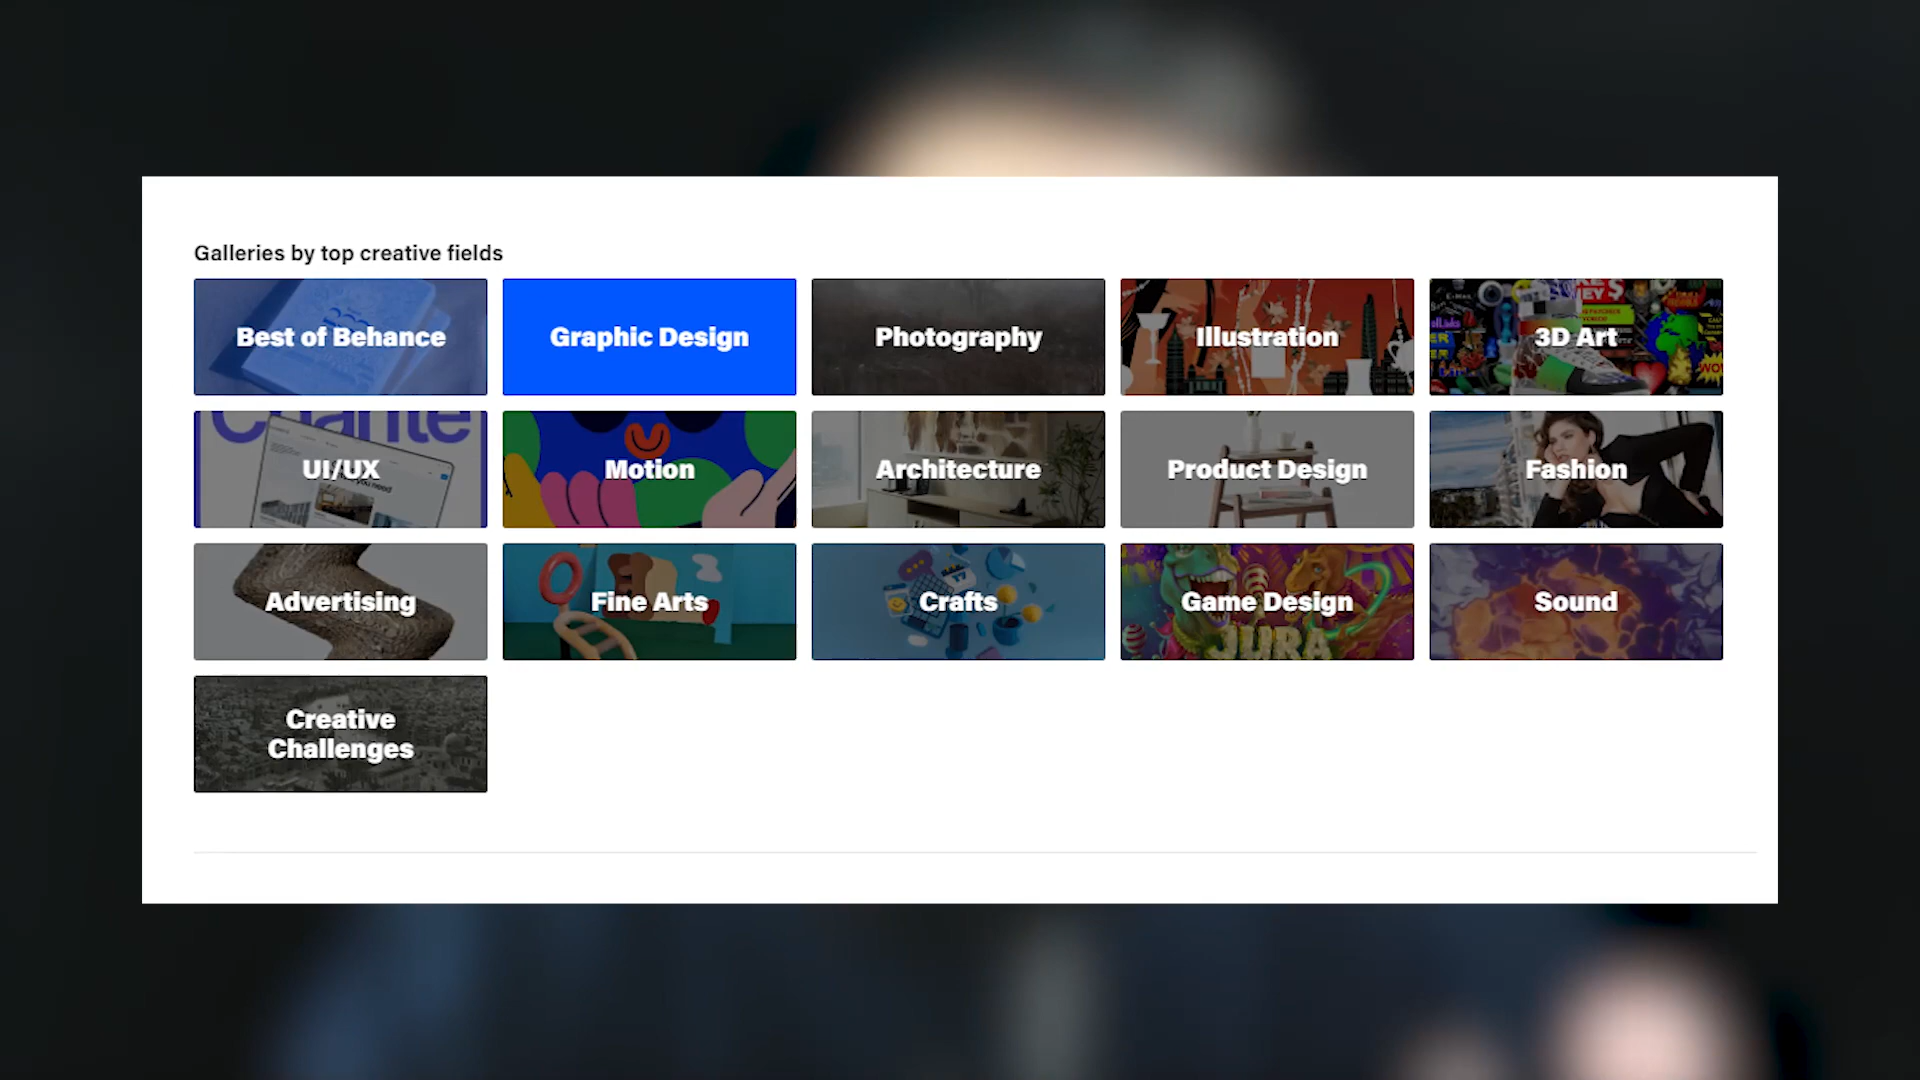 Galleries by top creative fields
Best of Behance
Graphic Design
Photography
Illustration
3D Art
UI/UX
Motion
Architecture
Product Design
Fashion
Advertising
Fine Arts
Crafts
Game Design
JURA
Sound
Creative
Challenges